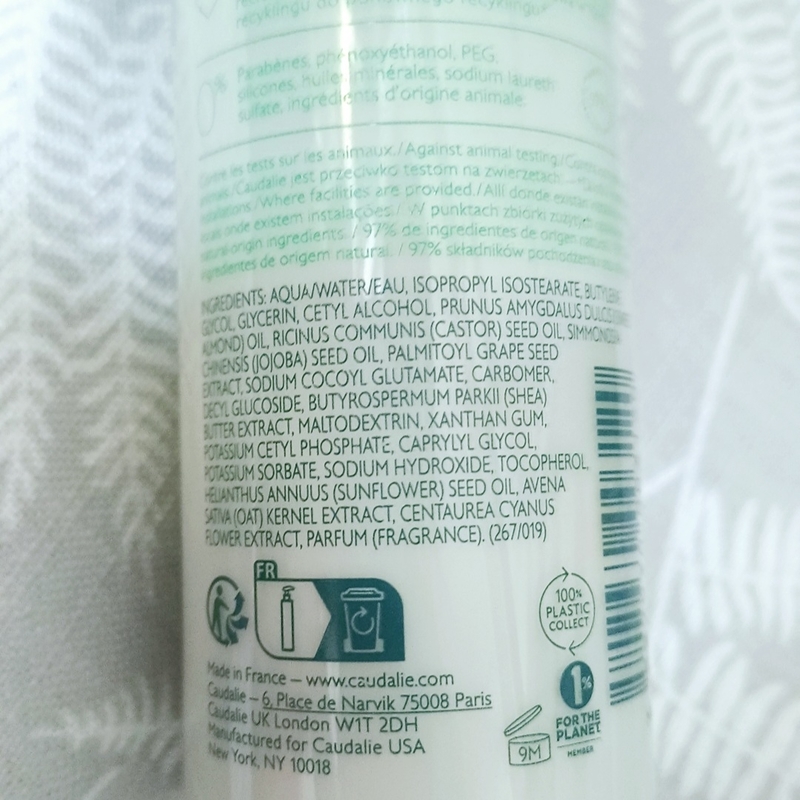 recyklingu do ponownego recyklingu*
0%
Parabènes, phénoxyéthanol, PEG,
silicones, huiles minérales, sodium laureth
sulfate, ingrédients d'origine animale.
les tests sur les animaux./Against animal testing./
/Caudalie jest przeciwko testom na zwierzętach.
/Where facilities are provided./Allí donde existan
onde existem instalações./ W punktach zbiórki zużytych
natural-origin ingredients. / 97% de ingredientes de origen
ingredientes de origem natural. / 97% składników pochodzenia
INGREDIENTS: AQUA/WATER/EAU, ISOPROPYL ISOSTEARATE, BUTYLENE
GLYCOL, GLYCERIN, CETYL ALCOHOL, PRUNUS AMYGDALUS DULCIS
ALMOND) OIL, RICINUS COMMUNIS (CASTOR) SEED OIL, SIMMONDSIA
CHINENSIS (JOJOBA) SEED OIL, PALMITOYL GRAPE SEED
EXTRACT, SODIUM COCOYL GLUTAMATE, CARBOMER,
DECYL GLUCOSIDE, BUTYROSPERMUM PARKII (SHEA)
BUTTER EXTRACT, MALTODEXTRIN, XANTHAN GUM,
POTASSIUM CETYL PHOSPHATE, CAPRYLYL GLYCOL,
POTASSIUM SORBATE, SODIUM HYDROXIDE, TOCOPHEROL,
HELIANTHUS ANNUUS (SUNFLOWER) SEED OIL, AVENA
SATIVA (OAT) KERNEL EXTRACT, CENTAUREA CYANUS
FLOWER EXTRACT, PARFUM (FRAGRANCE). (267/019)
FR
100%
PLASTIC
COLLECT
Made in France – www.caudalie.com
Caudalie – 6, Place de Narvik 75008 Paris
Caudalie UK London W1T 2DH
Manufactured for Caudalie USA
New York, NY 10018
9M
1%
FOR THE
PLANET
MEMBER